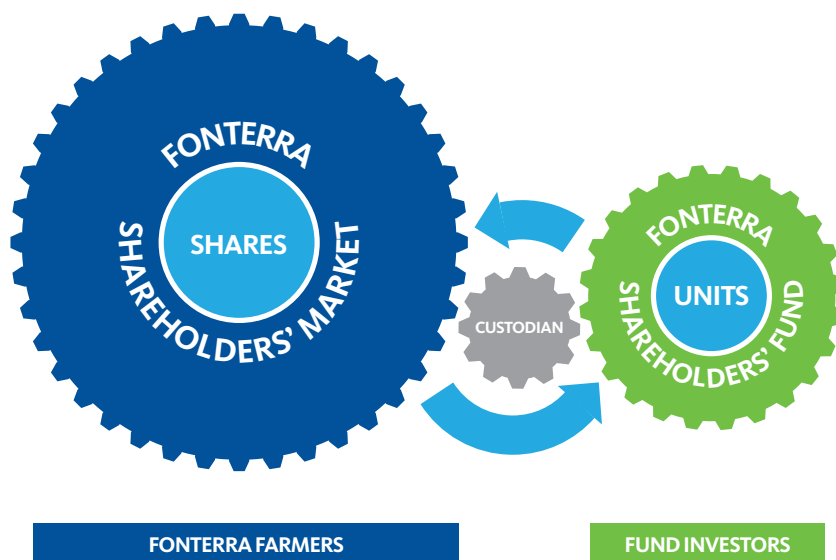 FONTERRA
SHARES
SHAREHOLDERS’ MARKET
CUSTODIAN
FONTERRA
UNITS
SHAREHOLDERS’ FUND
FONTERRA FARMERS
FUND INVESTORS